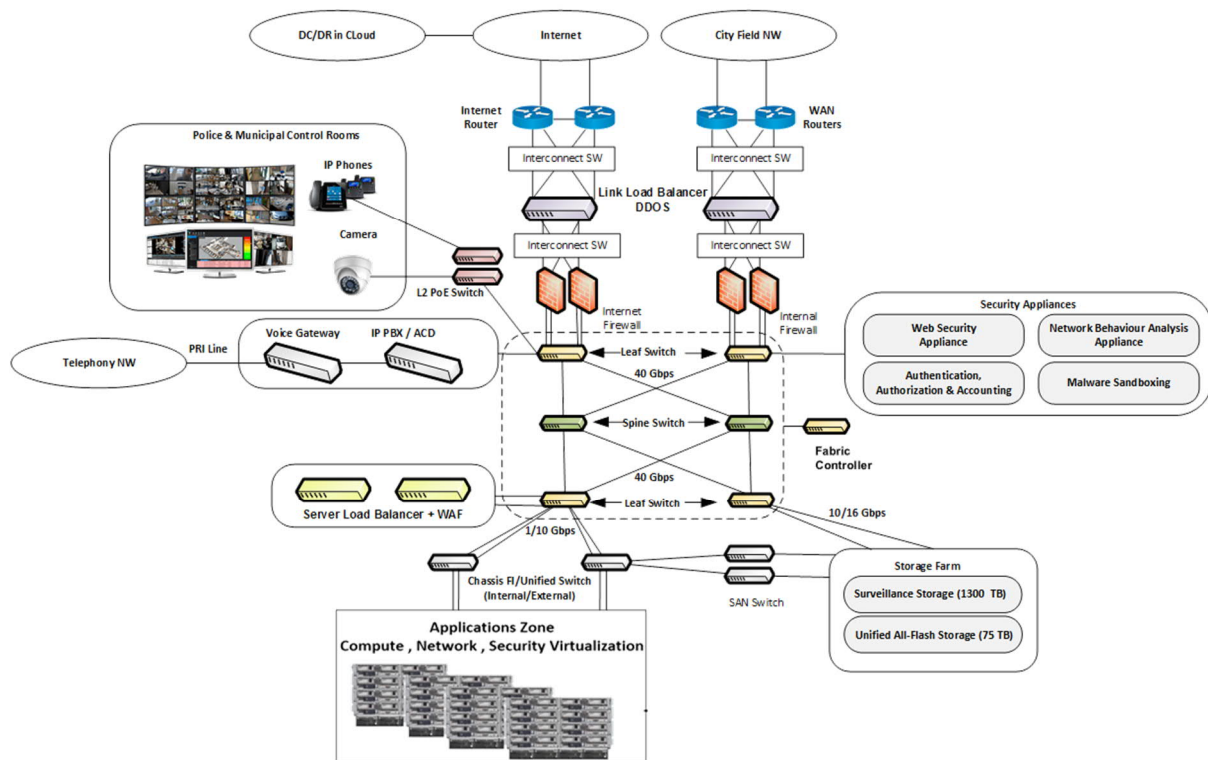 DC/DR in CLoud
Internet
City Field NW
Internet
Router
WAN
Routers
Police & Municipal Control Rooms
Interconnect SW
Interconnect SW
IP Phones
Link Load Balancer
DDOS
Camera
Interconnect SW
Interconnect SW
L2 PoE Switch
Internet
Firewall
Internal
Firewall
Security Appliances
Web Security
Appliance
Network Behaviour Analysis
Appliance
Authentication,
Authorization & Accounting
Malware Sandboxing
Voice Gateway
IP PBX / ACD
PRI Line
Telephony NW
Leaf Switch
40 Gbps
Spine Switch
Fabric
Controller
40 Gbps
Leaf Switch
Server Load Balancer + WAF
1/10 Gbps
10/16 Gbps
Chassis FI/Unified Switch
(Internal/External)
SAN Switch
Storage Farm
Surveillance Storage (1300 TB)
Unified All-Flash Storage (75 TB)
Applications Zone
Compute , Network , Security Virtualization